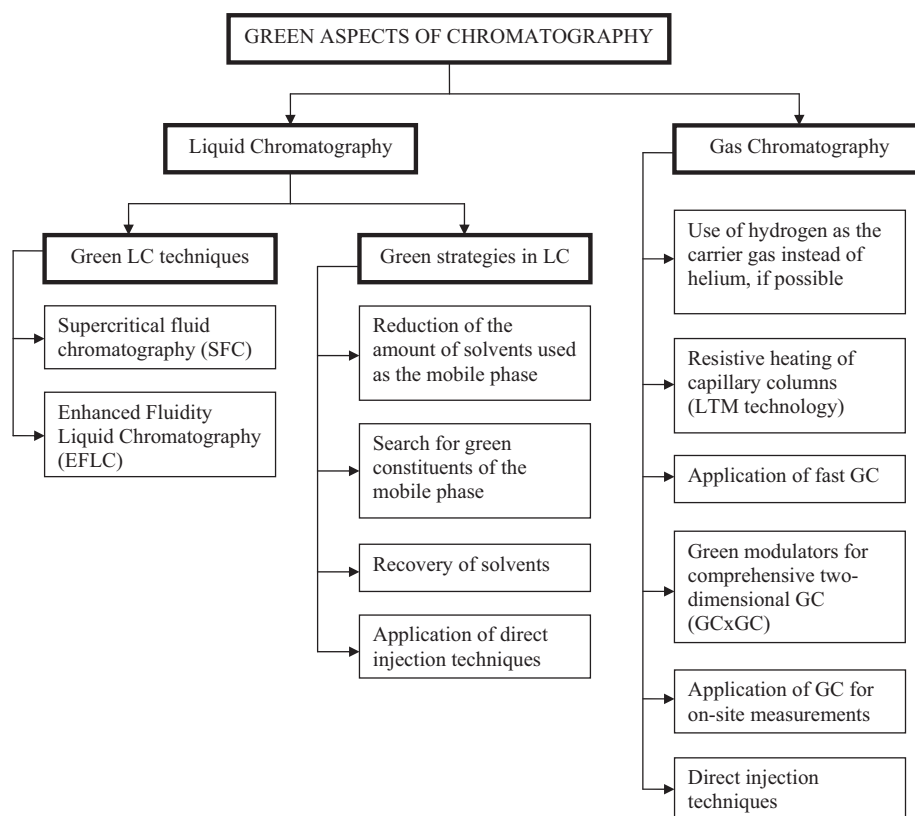 GREEN ASPECTS OF CHROMATOGRAPHY
Liquid Chromatography
Gas Chromatography
Green LC techniques
Supercritical fluid
chromatography (SFC)
Enhanced Fluidity
Liquid Chromatography
(EFLC)
Green strategies in LC
Reduction of the
amount of solvents used
as the mobile phase
Search for green
constituents of the
mobile phase
Recovery of solvents
Application of direct
injection techniques
Use of hydrogen as the
carrier gas instead of
helium, if possible
Resistive heating of
capillary columns
(LTM technology)
Application of fast GC
Green modulators for
comprehensive two-
dimensional GC
(GCxGC)
Application of GC for
on-site measurements
Direct injection
techniques